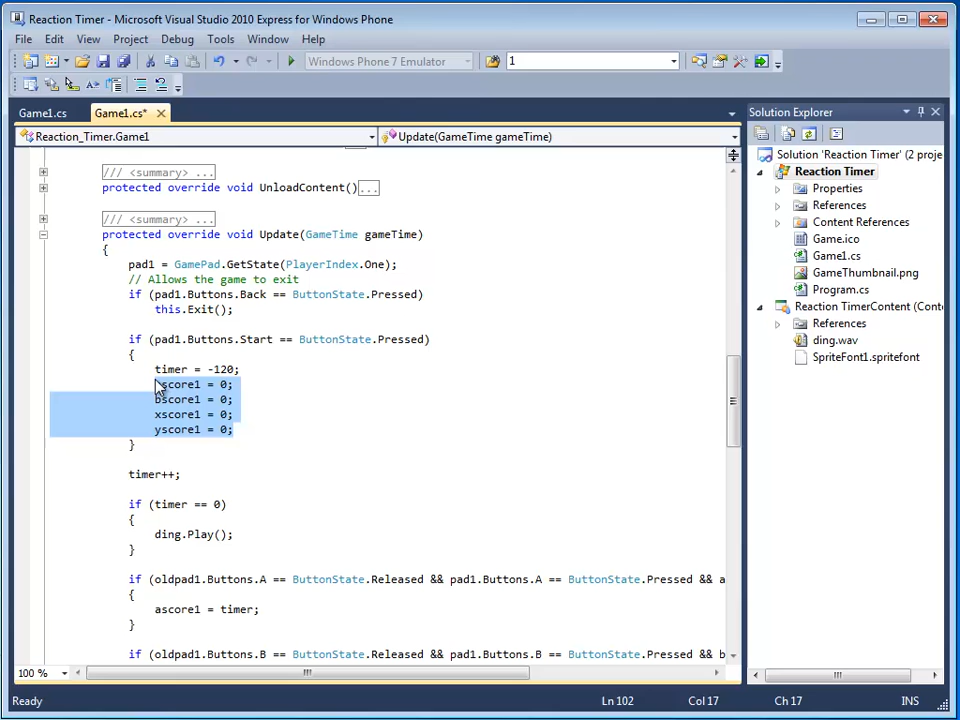 Reaction Timer - Microsoft Visual Studio 2010 Express for Windows Phone
File Edit View Project Debug Tools Window Help
Windows Phone 7 Emulator 1
Game1.cs Game1.cs* Solution Explorer
Reaction_Timer.Game1 Update(GameTime gameTime)
Solution 'Reaction Timer' (2 proje
Reaction Timer
Properties
References
Content References
Game.ico
Game1.cs
GameThumbnail.png
Program.cs
Reaction TimerContent (Conte
References
ding.wav
SpriteFont1.spritefont
/// <summary> ...
protected override void UnloadContent()...
/// <summary> ...
protected override void Update(GameTime gameTime)
{
pad1 = GamePad.GetState(PlayerIndex.One);
// Allows the game to exit
if (pad1.Buttons.Back == ButtonState.Pressed)
this.Exit();
if (pad1.Buttons.Start == ButtonState.Pressed)
{
timer = -120;
score1 = 0;
bscore1 = 0;
xscore1 = 0;
yscore1 = 0;
}
timer++;
if (timer == 0)
{
ding.Play();
}
if (oldpad1.Buttons.A == ButtonState.Released && pad1.Buttons.A == ButtonState.Pressed && a
{
ascore1 = timer;
}
if (oldpad1.Buttons.B == ButtonState.Released && pad1.Buttons.B == ButtonState.Pressed && b
100 %
Ready Ln 102 Col 17 Ch 17 INS